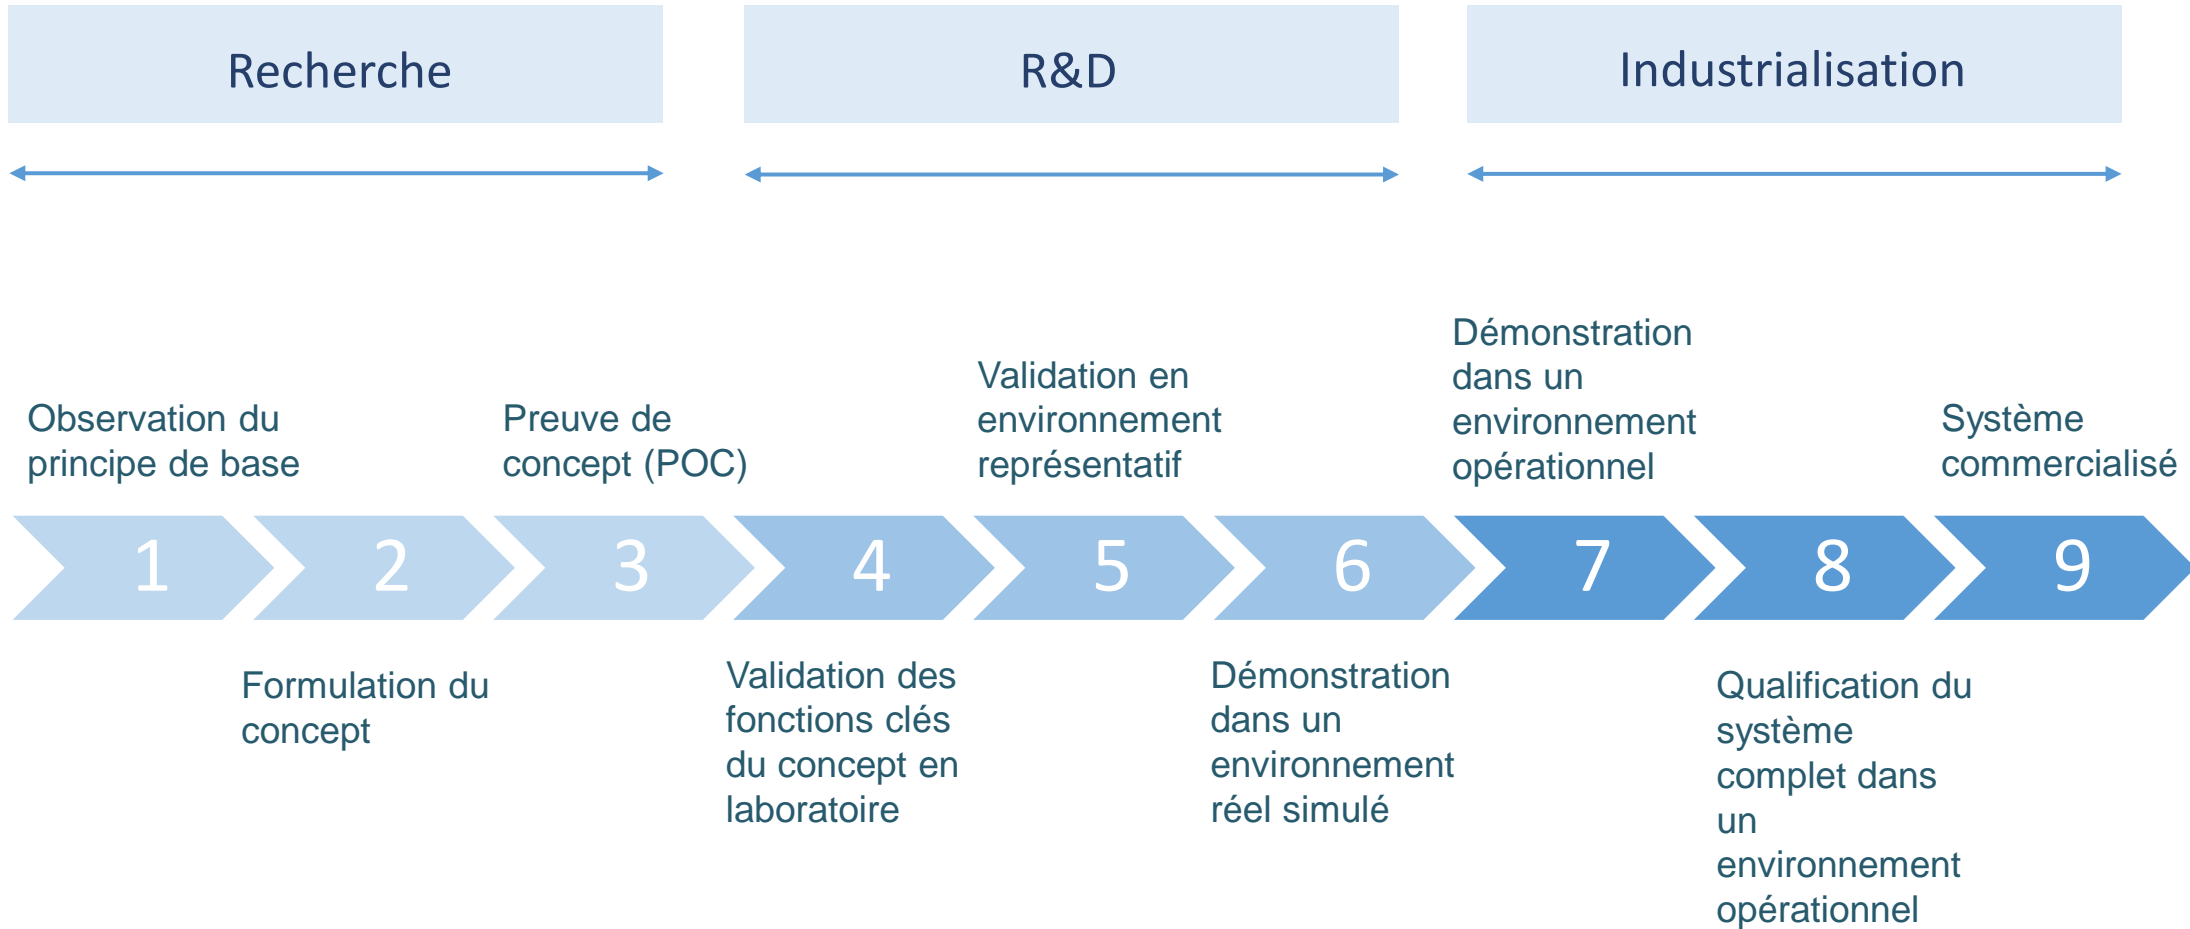 Recherche
R&D
Industrialisation
Observation du
principe de base
Preuve de
concept (POC)
Validation en
environnement
représentatif
Démonstration
dans un
environnement
opérationnel
Système
commercialisé
1
2
3
4
5
6
7
8
9
Formulation du
concept
Validation des
fonctions clés
du concept en
laboratoire
Démonstration
dans un
environnement
réel simulé
Qualification du
système
complet dans
un
environnement
opérationnel